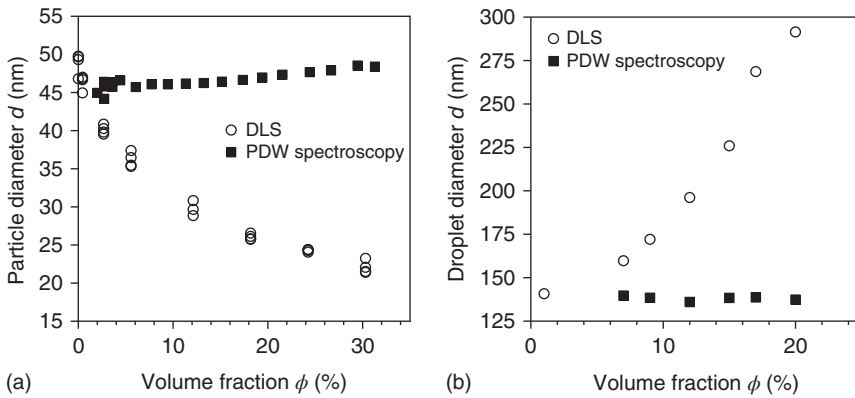 55
50
45
40
35
30
25
20
15
0
10
20
30
Particle diameter d (nm)
Volume fraction ϕ (%)
DLS
PDW spectroscopy
(a)
300
275
250
225
200
175
150
125
0
10
20
Droplet diameter d (nm)
Volume fraction ϕ (%)
DLS
PDW spectroscopy
(b)